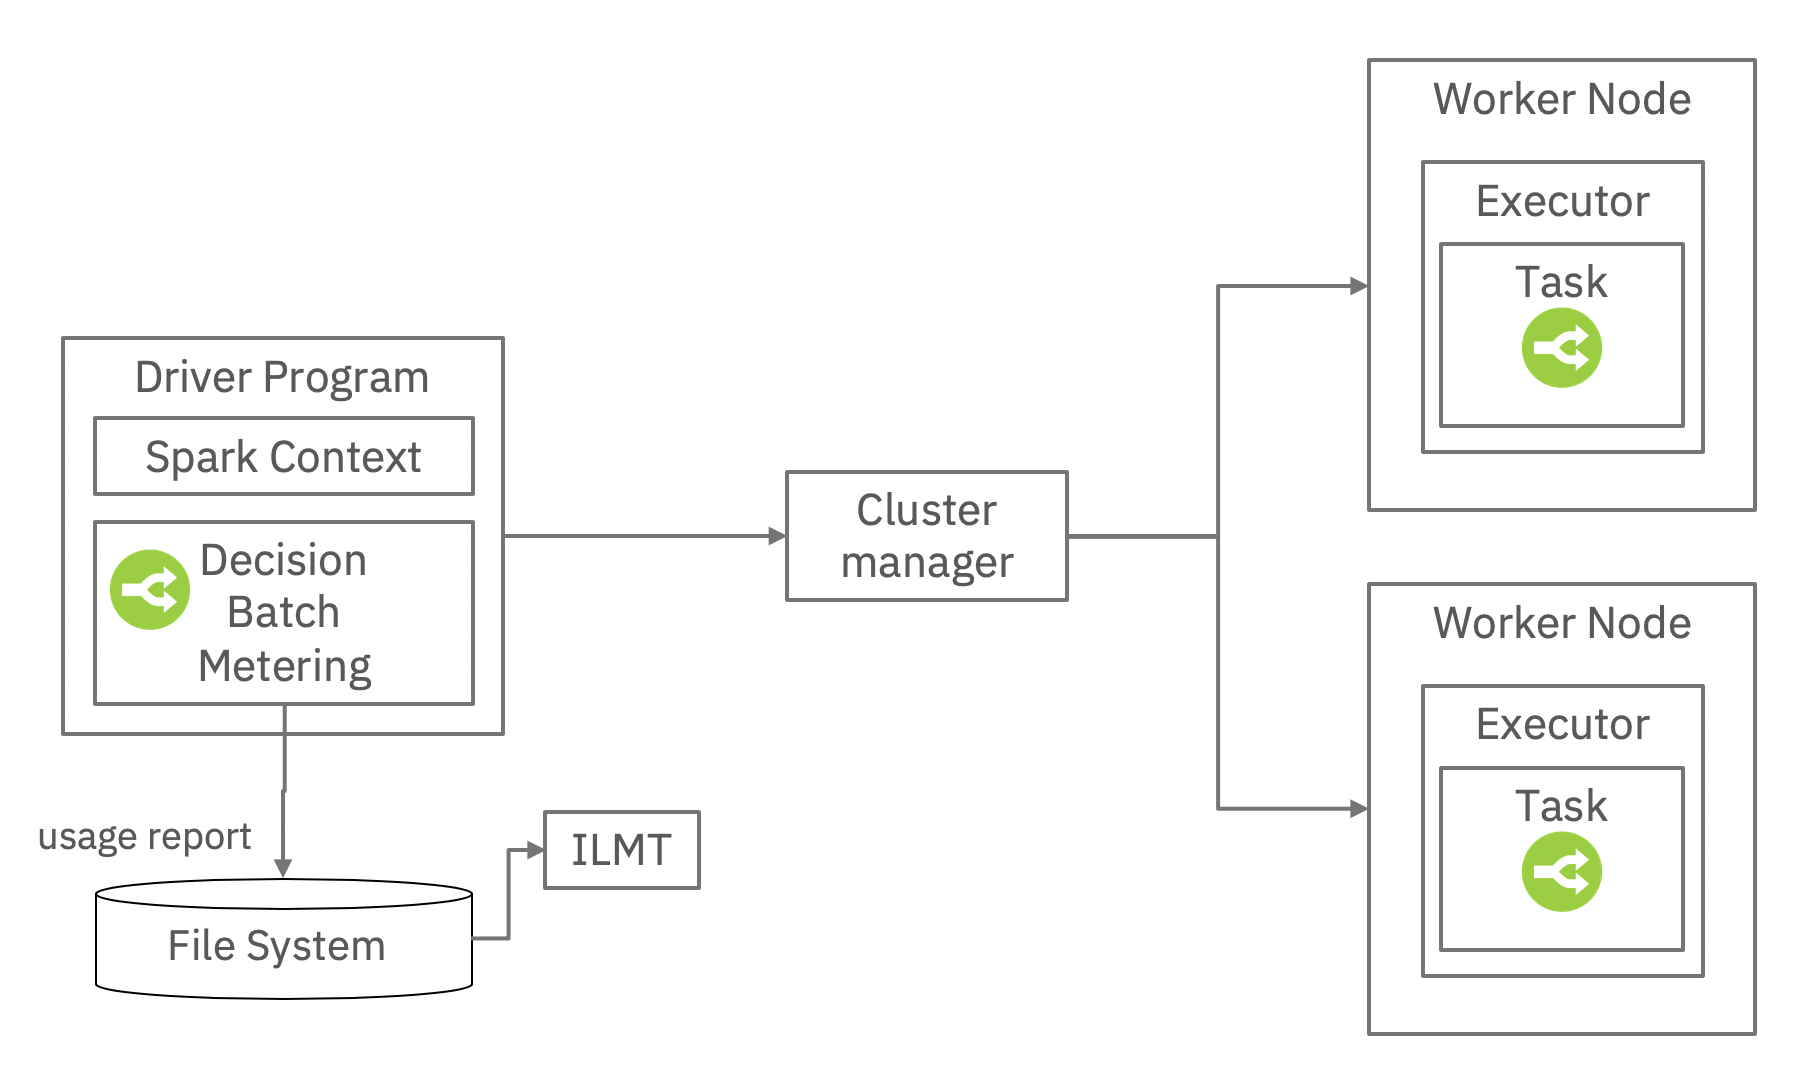 Driver Program
Spark Context
Decision
Batch
Metering
usage report
File System
ILMT
Cluster
manager
Worker Node
Executor
Task
Worker Node
Executor
Task